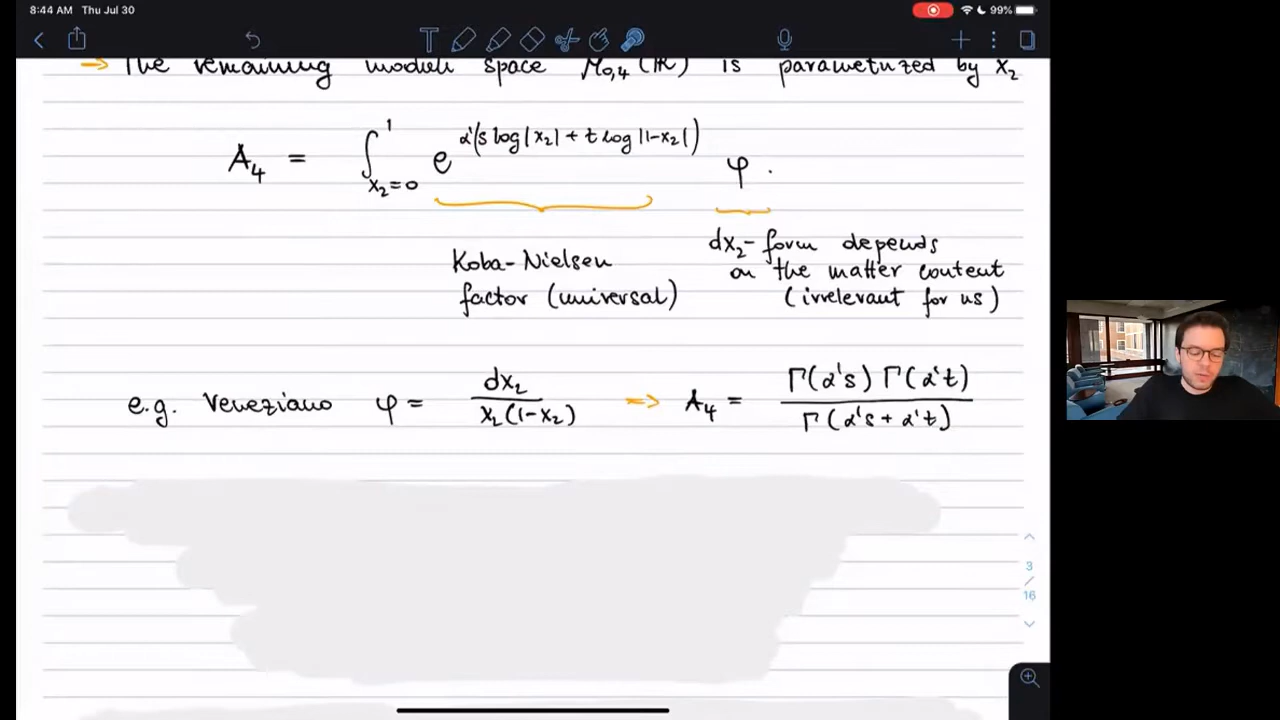 8:44 AM Thu Jul 30
99%
→ The remaining moduli space M₀,₄(ℝ) is parametrized by x₂
A₄ = ∫_{x₂=0}^{1} e^{α'(s log|x₂| + t log|1-x₂|)} φ .
Koba-Nielsen
factor (universal)
dx₂-form depends
on the matter content
(irrelevant for us)
e.g. Veneziano φ = dx₂ / x₂(1-x₂) ⇒ A₄ = Γ(α's) Γ(α't) / Γ(α's + α't)
3
/
16